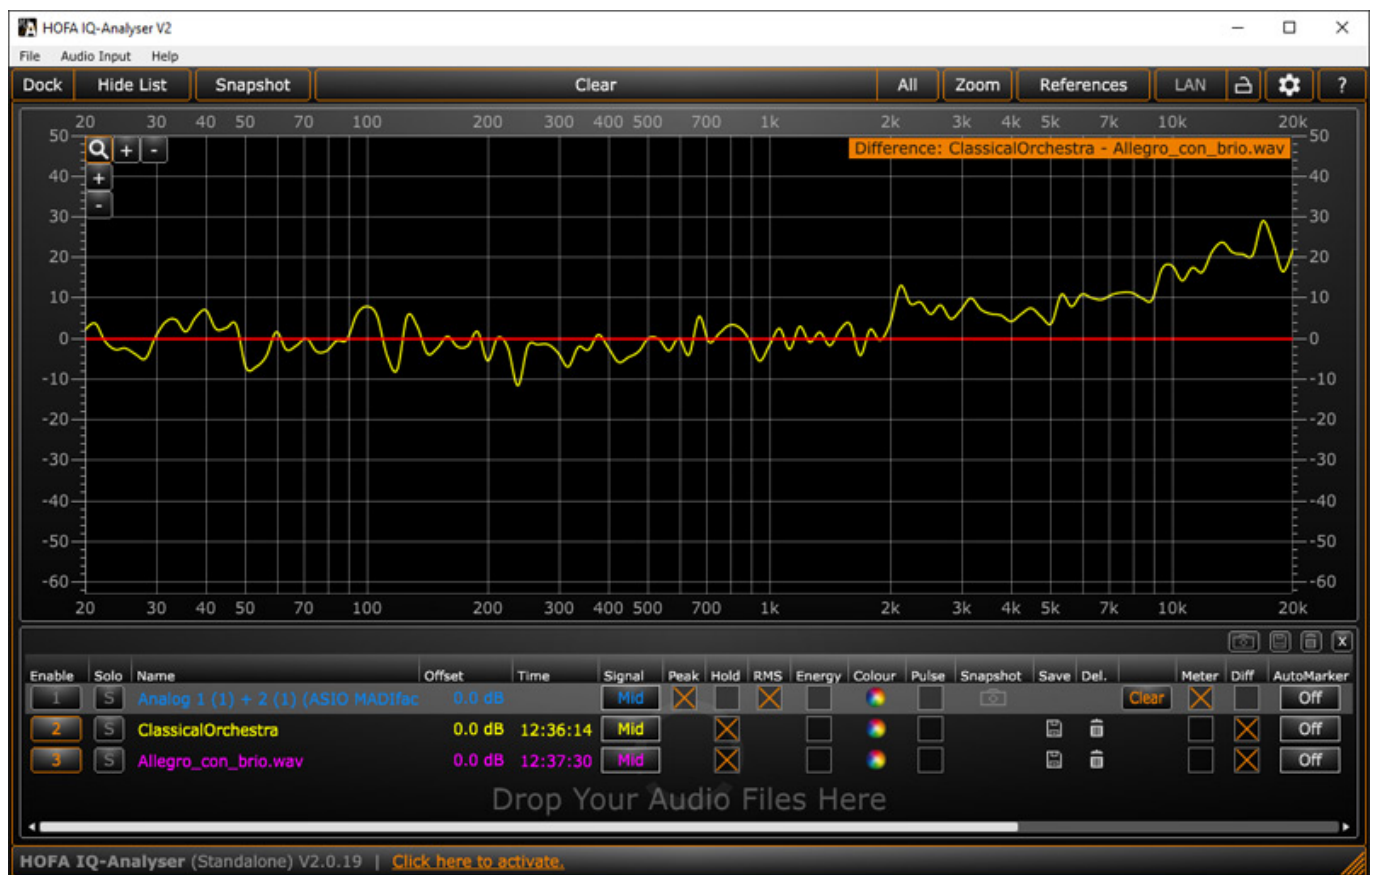 HOFA IQ-Analyser V2
File Audio Input Help
Dock Hide List Snapshot Clear All Zoom References LAN ?
20 30 40 50 70 100 200 300 400 500 700 1k 2k 3k 4k 5k 7k 10k 20k
Difference: ClassicalOrchestra - Allegro_con_brio.wav
50 50
+ -
40 + 40
30 - 30
20 20
10 10
0 0
-10 -10
-20 -20
-30 -30
-40 -40
-50 -50
-60 -60
20 30 40 50 70 100 200 300 400 500 700 1k 2k 3k 4k 5k 7k 10k 20k
X
Enable Solo Name Offset Time Signal Peak Hold RMS Energy Colour Pulse Snapshot Save Del. Meter Diff AutoMarker
1 S Analog 1 (1) + 2 (1) (ASIO MADIfac 0.0 dB Mid Clear Off
2 S ClassicalOrchestra 0.0 dB 12:36:14 Mid Off
3 S Allegro_con_brio.wav 0.0 dB 12:37:30 Mid Off
Drop Your Audio Files Here
HOFA IQ-Analyser (Standalone) V2.0.19 | Click here to activate.